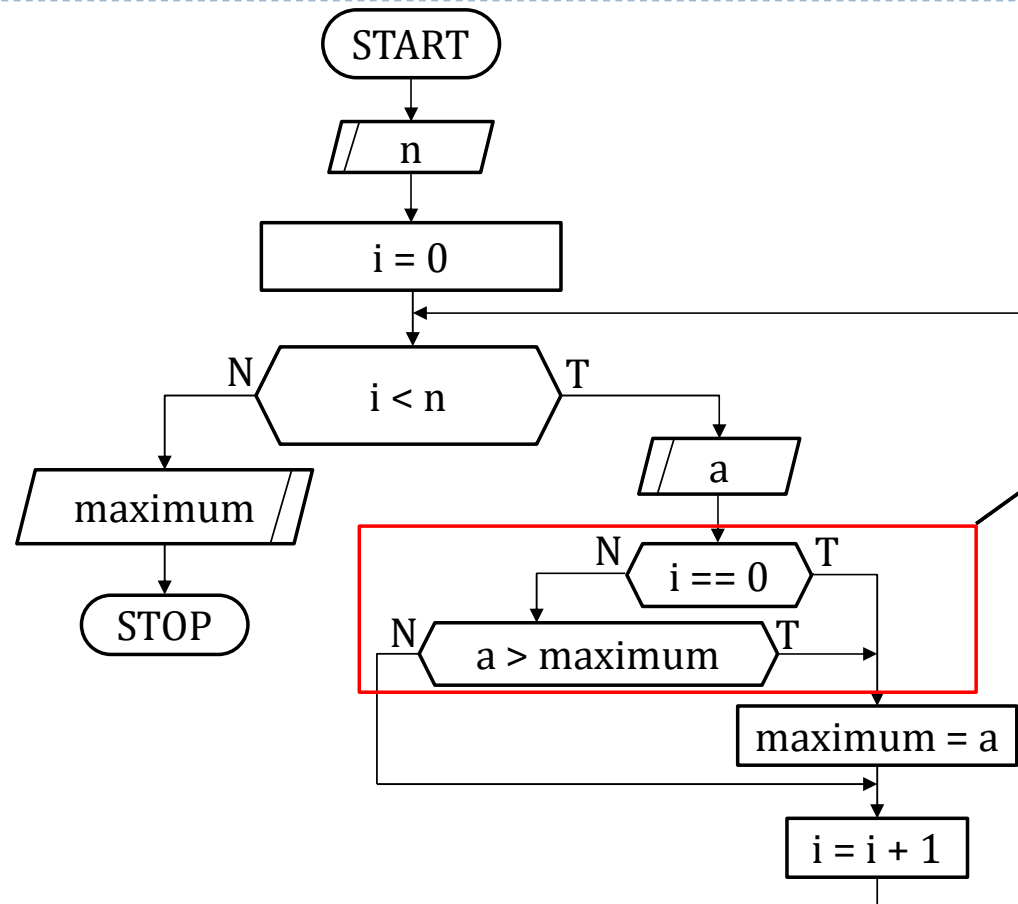 START
n
i = 0
N
i < n
T
a
maximum
N
i == 0
T
STOP
N
a > maximum
T
maximum = a
i = i + 1